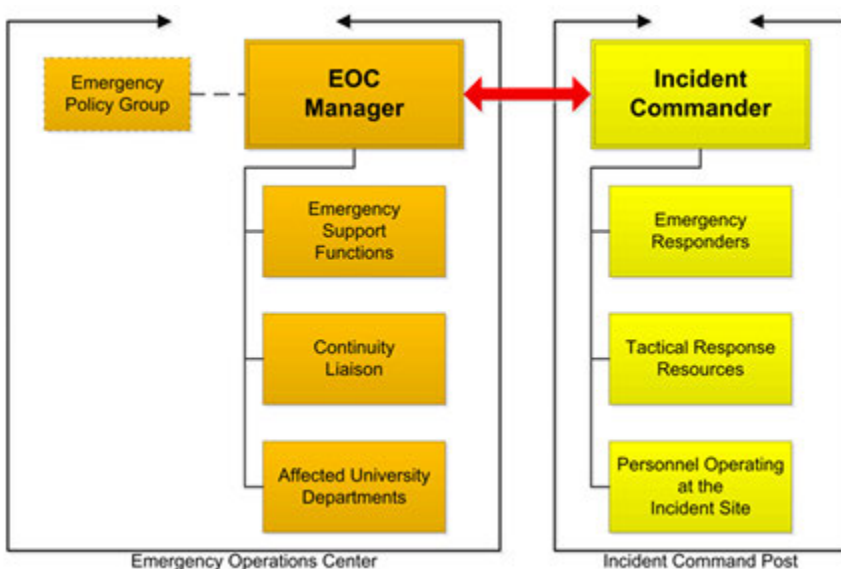 Emergency
Policy Group
EOC
Manager
Incident
Commander
Emergency
Support
Functions
Emergency
Responders
Continuity
Liaison
Tactical Response
Resources
Affected University
Departments
Personnel Operating
at the
Incident Site
Emergency Operations Center
Incident Command Post